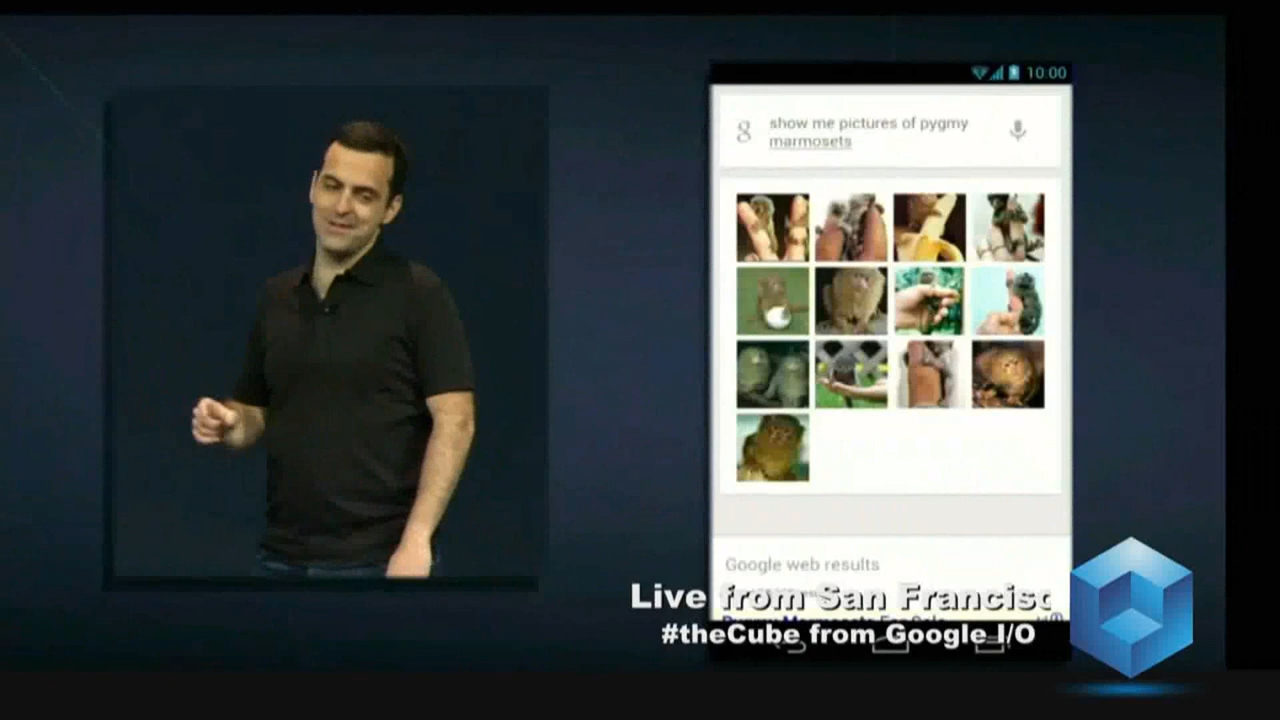 10:00
g
show me pictures of pygmy
marmosets
Google web results
Live from San Francisc
#theCube from Google I/O